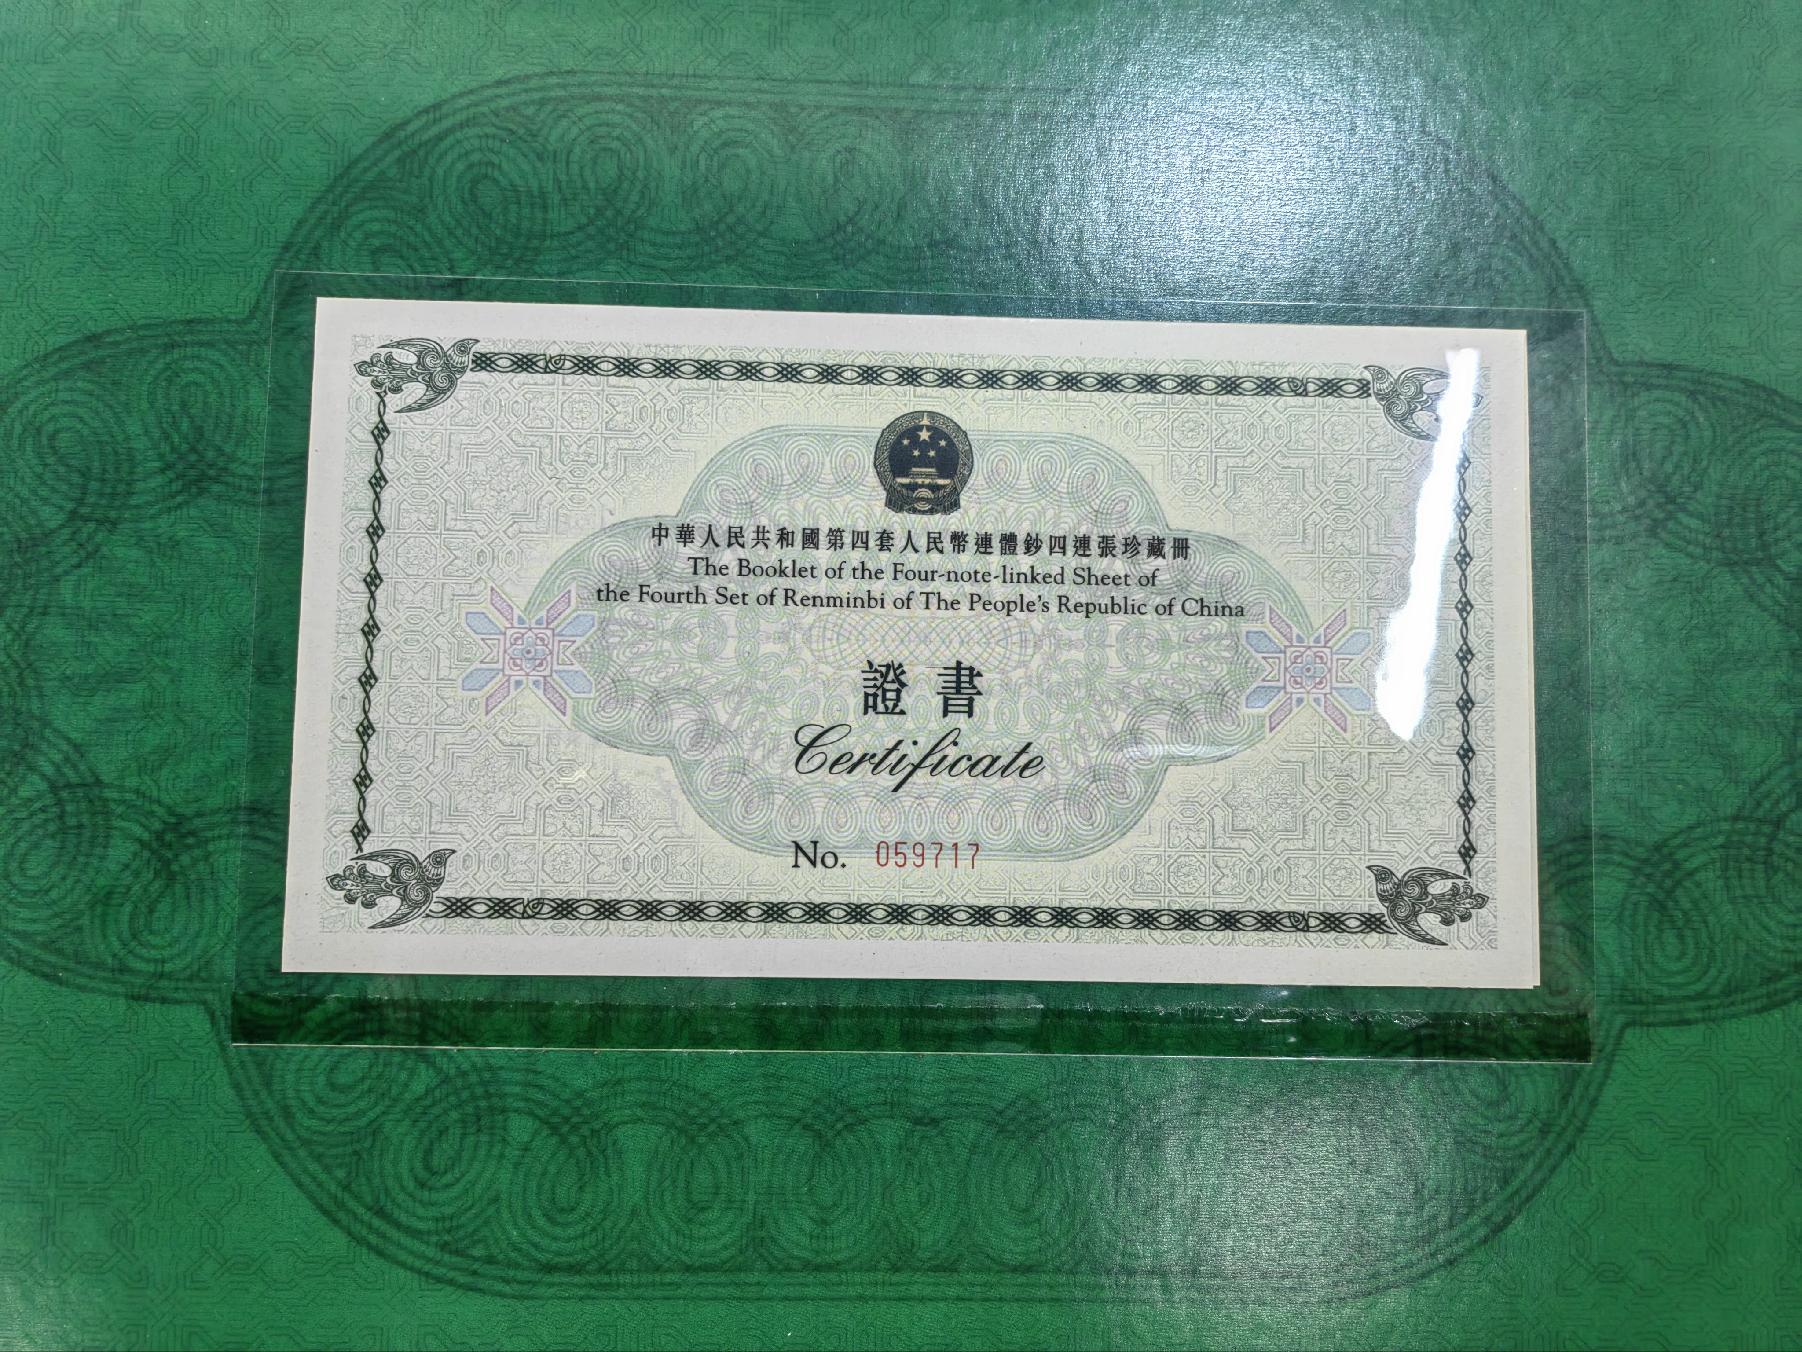 中華人民共和國第四套人民幣連體鈔四連張珍藏冊
The Booklet of the Four-note-linked Sheet of
the Fourth Set of Renminbi of The People's Republic of China
證書
Certificate
No. 059717